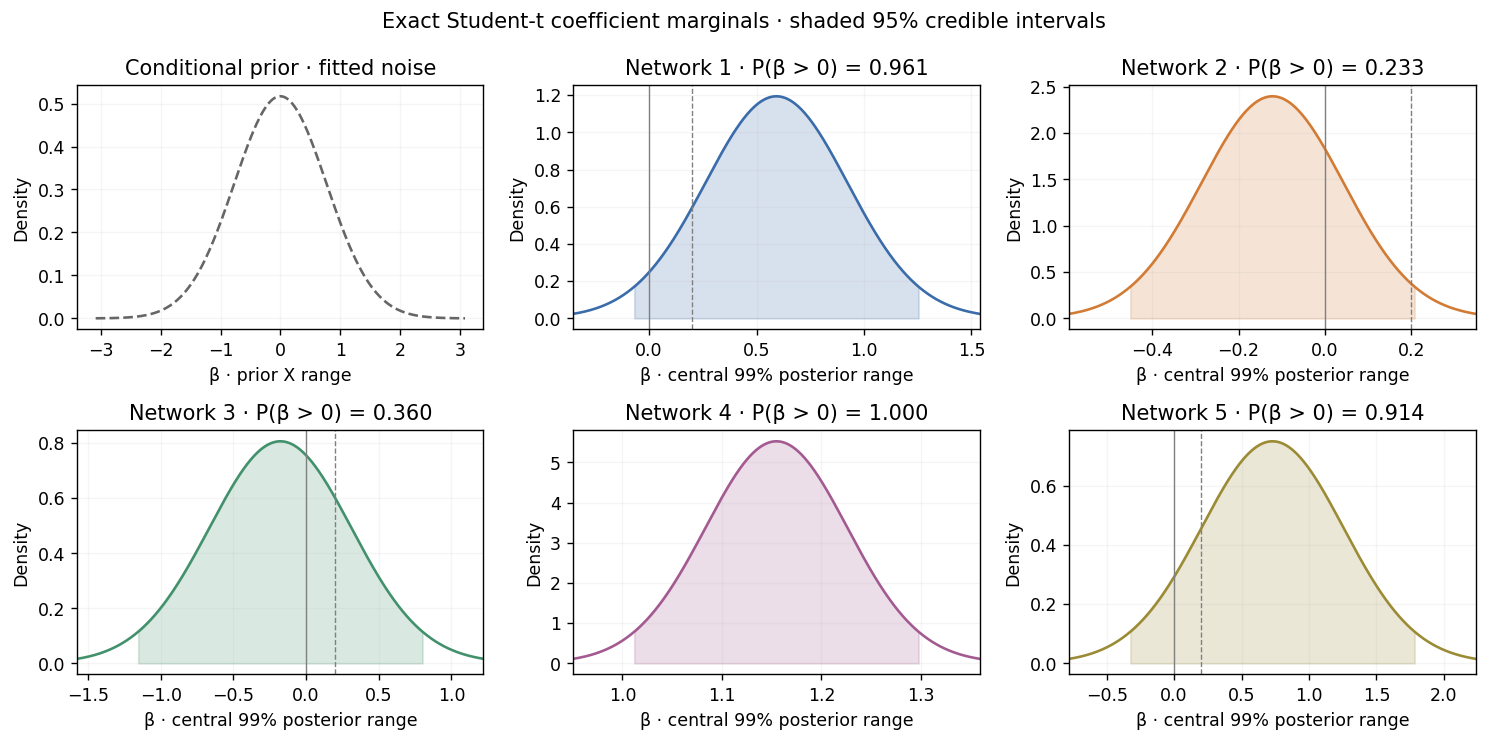 Exact Student-t coefficient marginals · shaded 95% credible intervals
Conditional prior · fitted noise
Density
0.5
0.4
0.3
0.2
0.1
0.0
−3 −2 −1 0 1 2 3
β · prior X range
Network 1 · P(β > 0) = 0.961
Density
1.2
1.0
0.8
0.6
0.4
0.2
0.0
0.0 0.5 1.0 1.5
β · central 99% posterior range
Network 2 · P(β > 0) = 0.233
Density
2.5
2.0
1.5
1.0
0.5
0.0
−0.4 −0.2 0.0 0.2
β · central 99% posterior range
Network 3 · P(β > 0) = 0.360
Density
0.8
0.6
0.4
0.2
0.0
−1.5 −1.0 −0.5 0.0 0.5 1.0
β · central 99% posterior range
Network 4 · P(β > 0) = 1.000
Density
5
4
3
2
1
0
1.0 1.1 1.2 1.3
β · central 99% posterior range
Network 5 · P(β > 0) = 0.914
Density
0.6
0.4
0.2
0.0
−0.5 0.0 0.5 1.0 1.5 2.0
β · central 99% posterior range